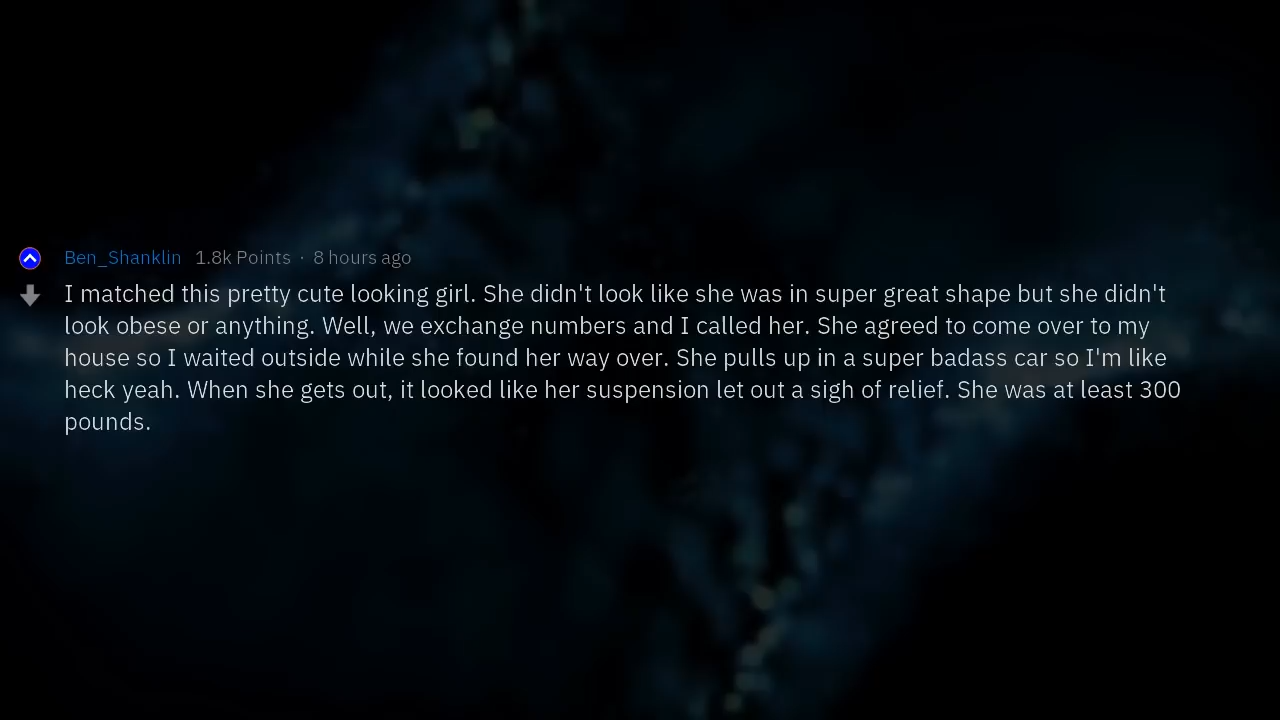 Ben_Shanklin 1.8k Points · 8 hours ago
I matched this pretty cute looking girl. She didn't look like she was in super great shape but she didn't
look obese or anything. Well, we exchange numbers and I called her. She agreed to come over to my
house so I waited outside while she found her way over. She pulls up in a super badass car so I'm like
heck yeah. When she gets out, it looked like her suspension let out a sigh of relief. She was at least 300
pounds.